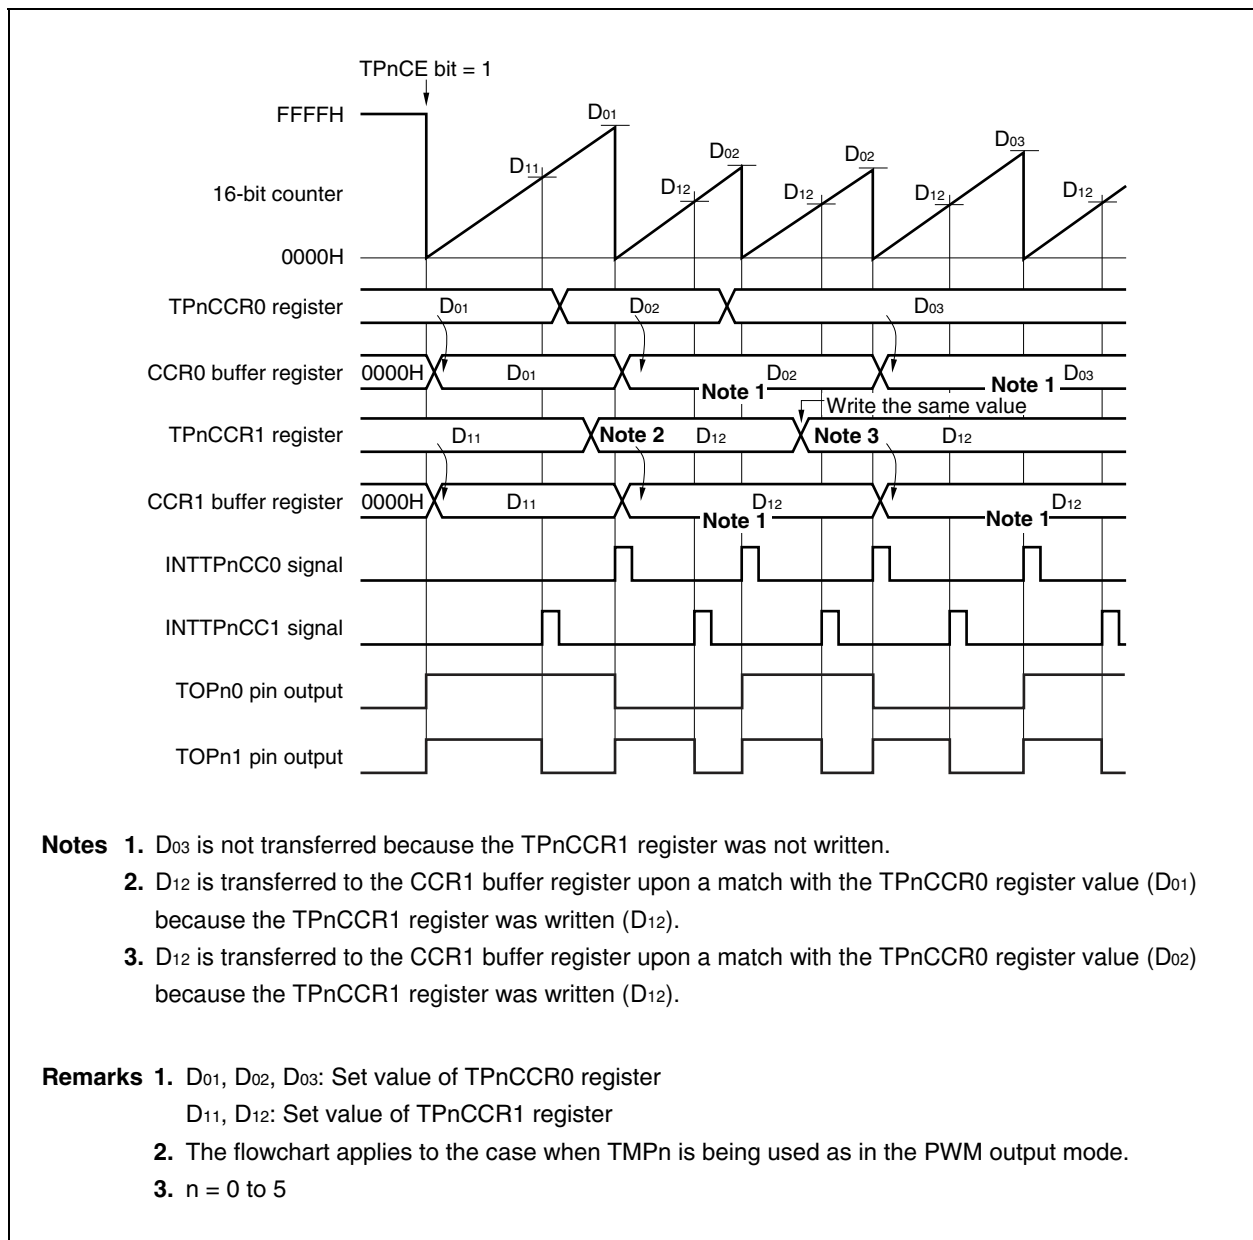 TPnCE bit = 1
FFFFH
D01
D02
D02
D03
D11
16-bit counter
D12
D12
D12
D12
0000H
TPnCCR0 register
D01
D02
D03
CCR0 buffer register
0000H
D01
D02
D03
Note 1
Note 1
Write the same value
TPnCCR1 register
D11
Note 2
D12
Note 3
D12
CCR1 buffer register
0000H
D11
D12
D12
Note 1
Note 1
INTTPnCC0 signal
INTTPnCC1 signal
TOPn0 pin output
TOPn1 pin output
Notes 1. D03 is not transferred because the TPnCCR1 register was not written.
2. D12 is transferred to the CCR1 buffer register upon a match with the TPnCCR0 register value (D01)
because the TPnCCR1 register was written (D12).
3. D12 is transferred to the CCR1 buffer register upon a match with the TPnCCR0 register value (D02)
because the TPnCCR1 register was written (D12).
Remarks 1. D01, D02, D03: Set value of TPnCCR0 register
D11, D12: Set value of TPnCCR1 register
2. The flowchart applies to the case when TMPn is being used as in the PWM output mode.
3. n = 0 to 5